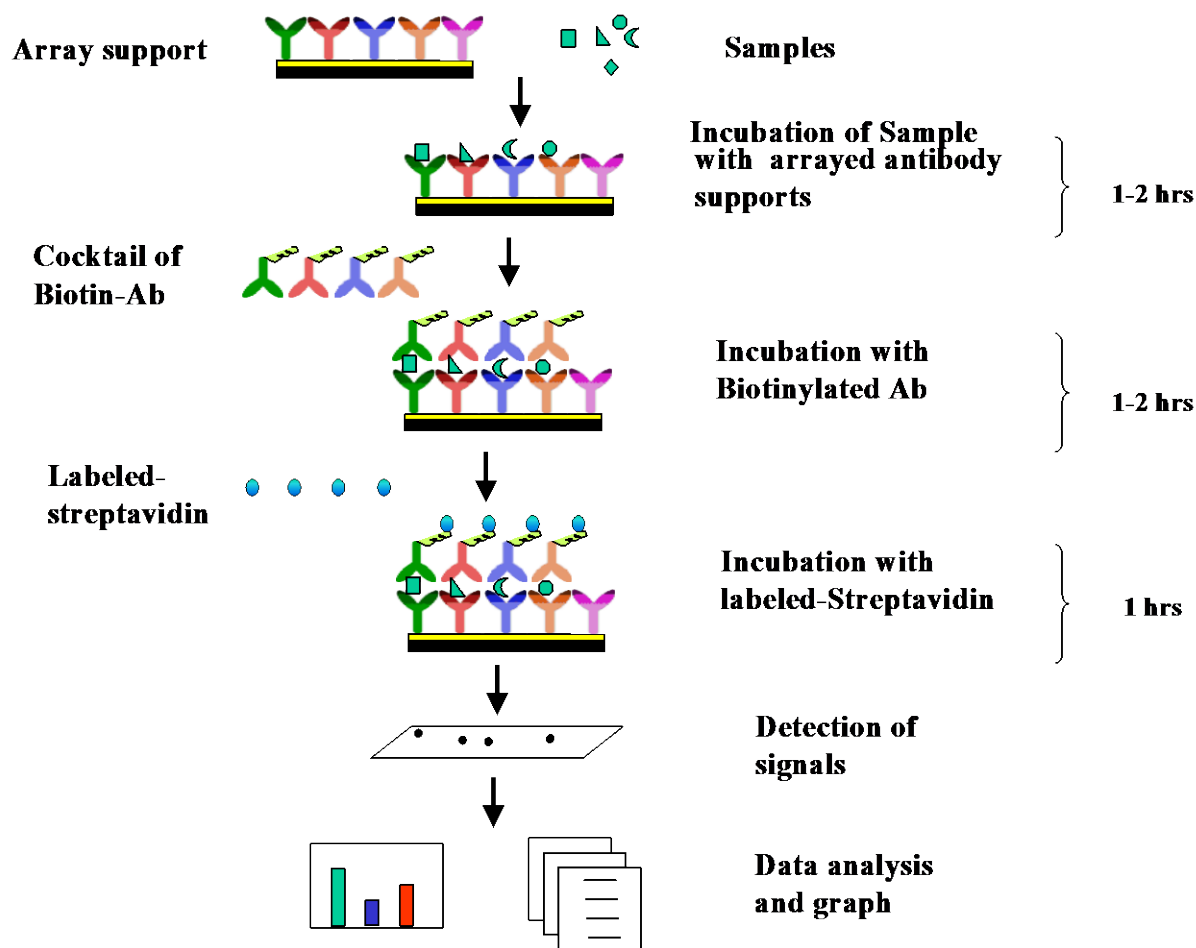 Array support
Samples
Incubation of Sample
with arrayed antibody
supports
1-2 hrs
Cocktail of
Biotin-Ab
Incubation with
Biotinylated Ab
1-2 hrs
Labeled-
streptavidin
Incubation with
labeled-Streptavidin
1 hrs
Detection of
signals
Data analysis
and graph